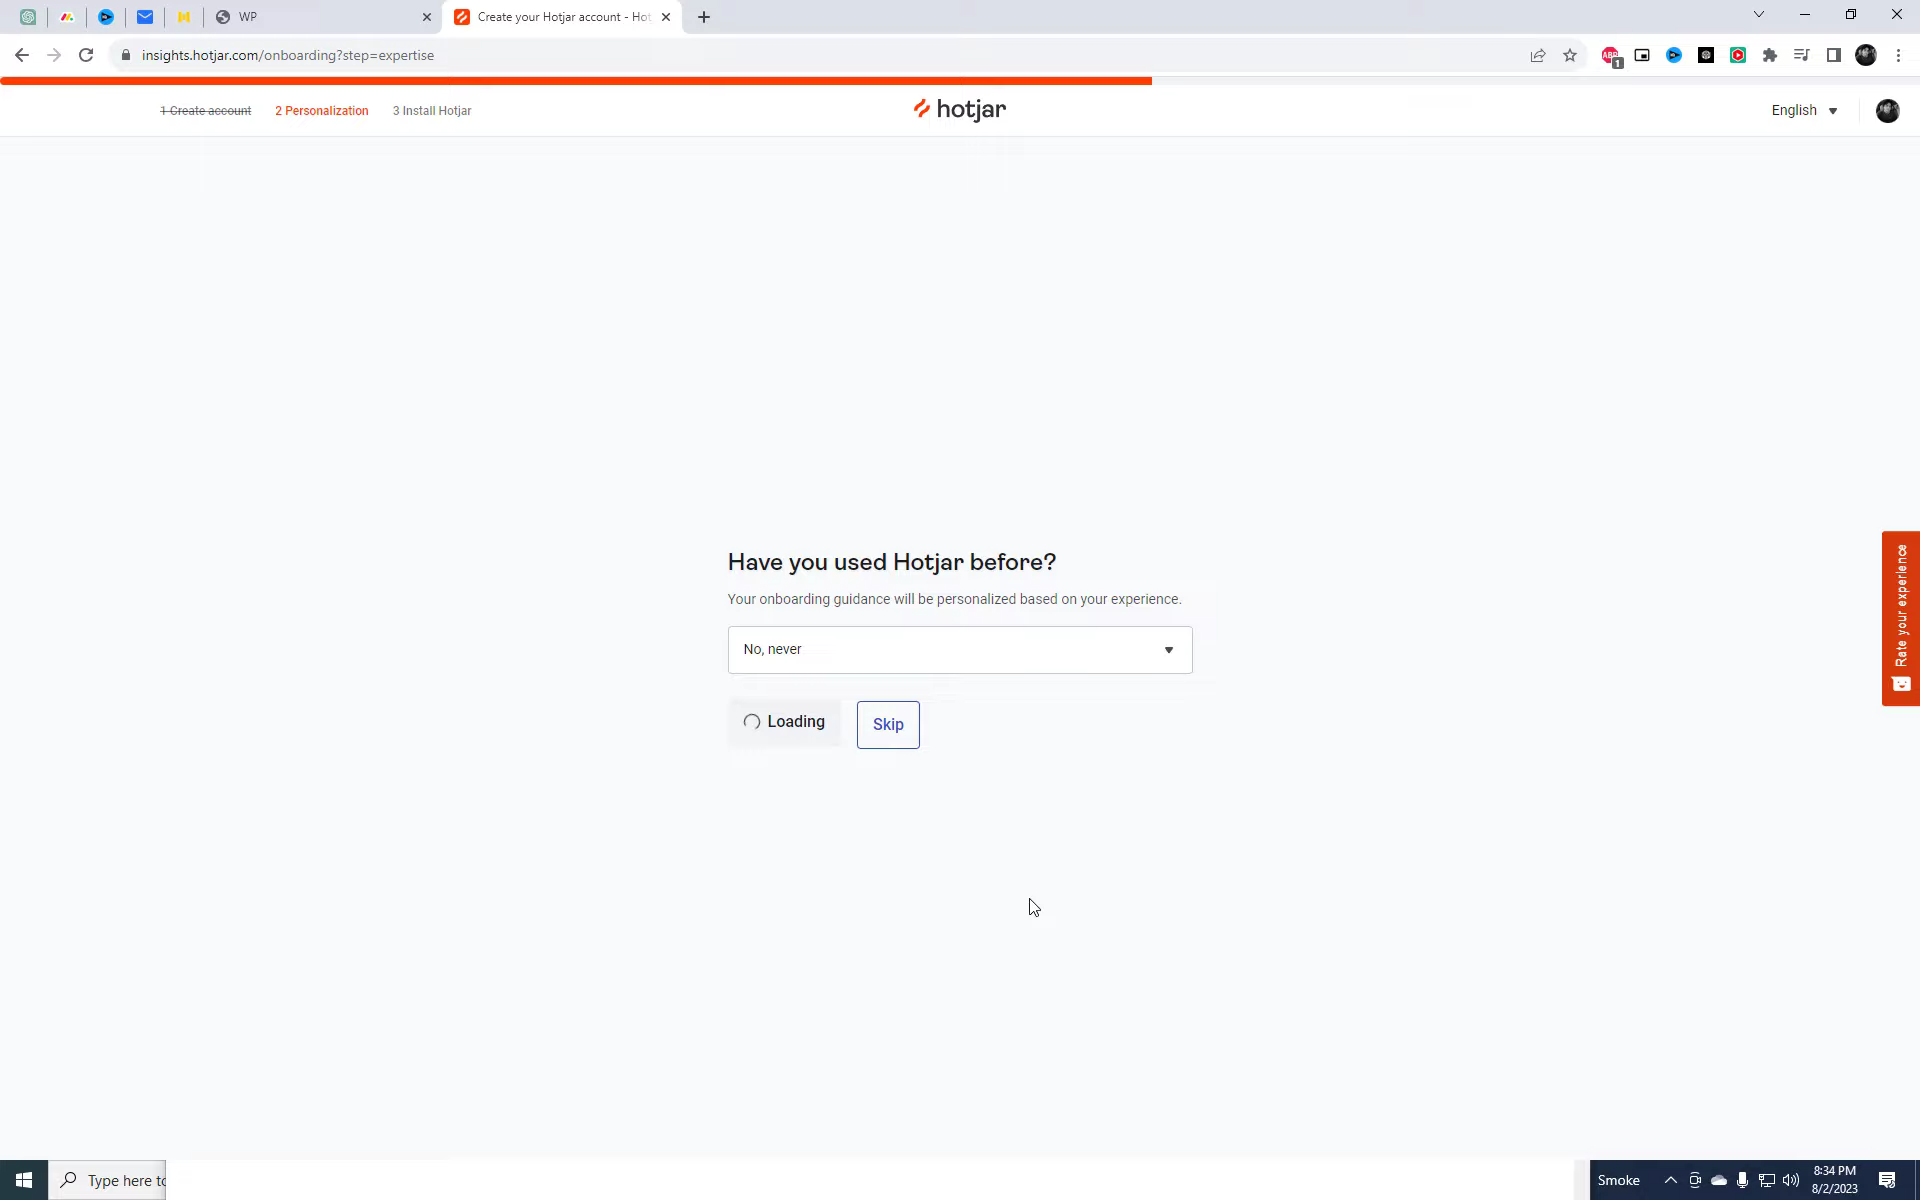 WP
Create your Hotjar account - Hot
insights.hotjar.com/onboarding?step=expertise
ABP
1
1 Create account
2 Personalization
3 Install Hotjar
hotjar
English
Have you used Hotjar before?
Your onboarding guidance will be personalized based on your experience.
No, never
Loading
Skip
Rate your experience
Type here to
Smoke
8:34 PM
8/2/2023